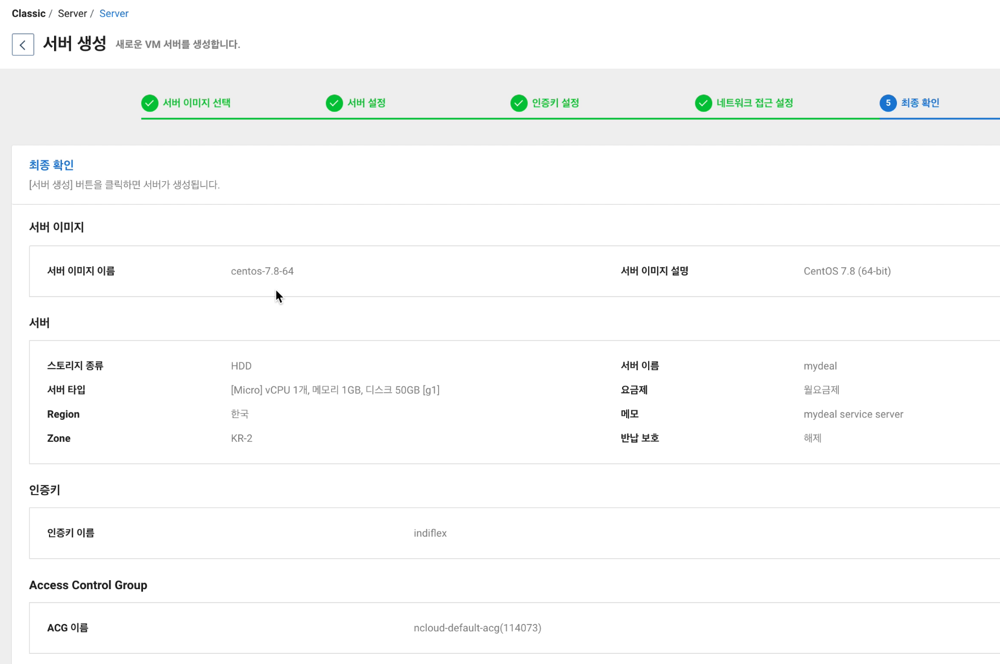 Classic / Server / Server
서버 생성 새로운 VM 서버를 생성합니다.
서버 이미지 선택 서버 설정 인증키 설정 네트워크 접근 설정 5 최종 확인
최종 확인
[서버 생성] 버튼을 클릭하면 서버가 생성됩니다.
서버 이미지
서버 이미지 이름 centos-7.8-64 서버 이미지 설명 CentOS 7.8 (64-bit)
서버
스토리지 종류 HDD 서버 이름 mydeal
서버 타입 [Micro] vCPU 1개, 메모리 1GB, 디스크 50GB [g1] 요금제 월요금제
Region 한국 메모 mydeal service server
Zone KR-2 반납 보호 해제
인증키
인증키 이름 indiflex
Access Control Group
ACG 이름 ncloud-default-acg(114073)